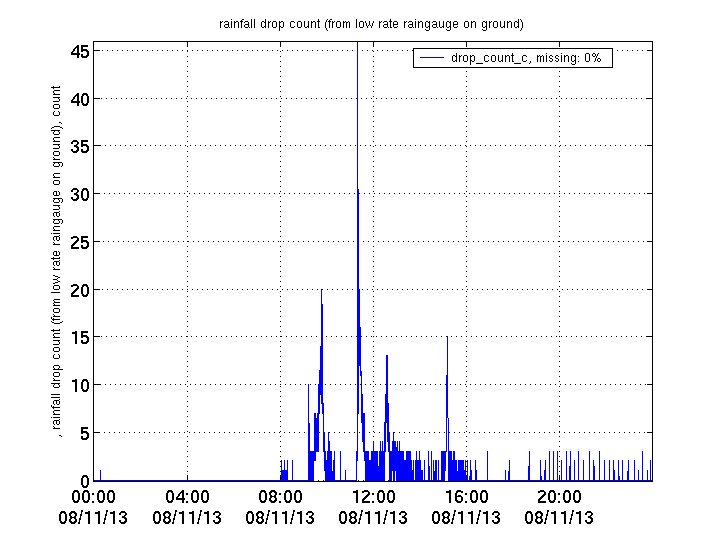 rainfall drop count (from low rate raingauge on ground)
drop_count_c, missing: 0%
, rainfall drop count (from low rate raingauge on ground), count
45
40
35
30
25
20
15
10
5
0
00:00 04:00 08:00 12:00 16:00 20:00
08/11/13 08/11/13 08/11/13 08/11/13 08/11/13 08/11/13